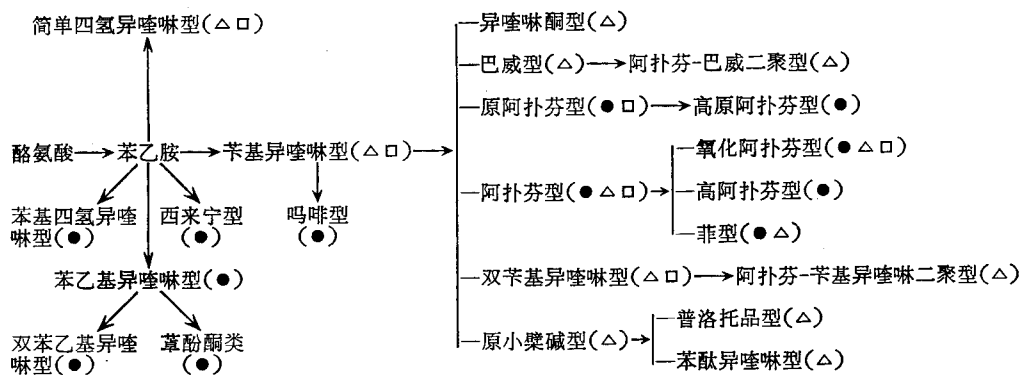 简单四氢异喹啉型(△□)
异喹啉酮型(△)
巴威型(△)→阿扑芬-巴威二聚型(△)
原阿扑芬型(●□)→高原阿扑芬型(●)
酪氨酸→苯乙胺→苄基异喹啉型(△□)→
氧化阿扑芬型(●△□)
阿扑芬型(●△□)→
高阿扑芬型(●)
菲型(●△)
苯基四氢异喹
啉型(●)
西来宁型
(●)
吗啡型
(●)
苯乙基异喹啉型(●)
双苄基异喹啉型(△□)→阿扑芬-苄基异喹啉二聚型(△)
双苯乙基异喹
啉型(●)
䓬酚酮类
(●)
原小檗碱型(△)→
普洛托品型(△)
苯酞异喹啉型(△)